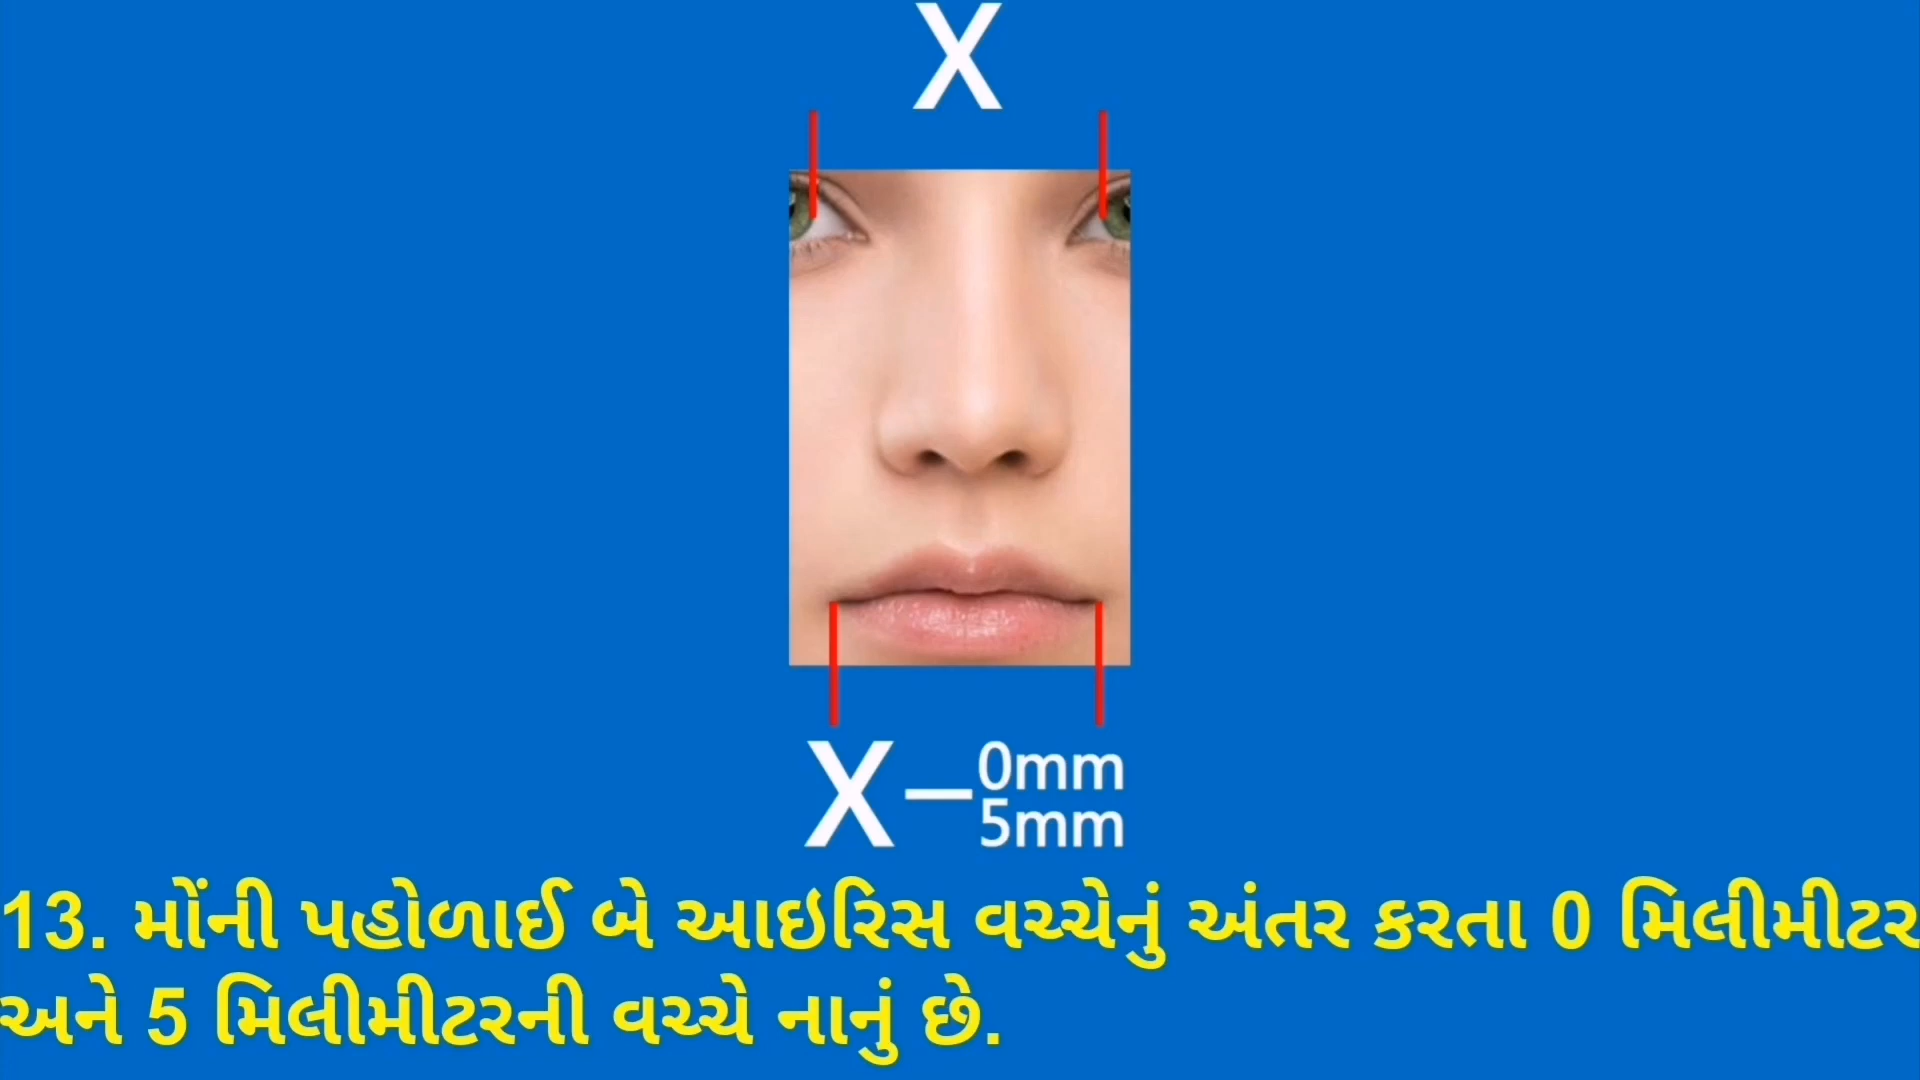 X
X – 0mm
5mm
13. મોંની પહોળાઈ બે આઇરિસ વચ્ચેનું અંતર કરતા 0 મિલીમીટર
અને 5 મિલીમીટરની વચ્ચે નાનું છે.